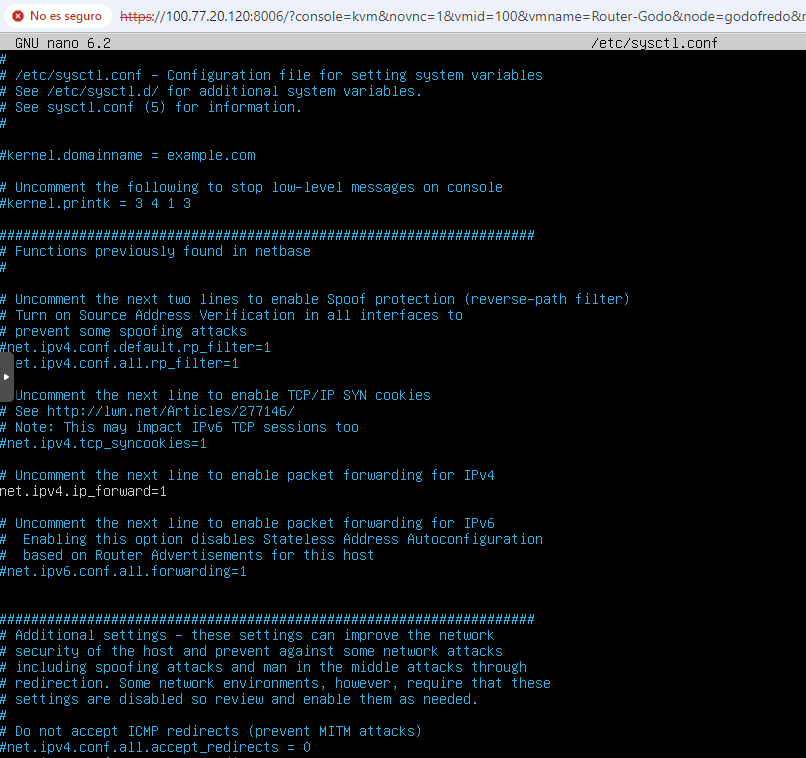 No es seguro https://100.77.20.120:8006/?console=kvm&novnc=1&vmid=100&vmname=Router-Godo&node=godofredo&r
GNU nano 6.2 /etc/sysctl.conf
#
# /etc/sysctl.conf - Configuration file for setting system variables
# See /etc/sysctl.d/ for additional system variables.
# See sysctl.conf (5) for information.
#
#kernel.domainname = example.com
# Uncomment the following to stop low-level messages on console
#kernel.printk = 3 4 1 3
###################################################################
# Functions previously found in netbase
#
# Uncomment the next two lines to enable Spoof protection (reverse-path filter)
# Turn on Source Address Verification in all interfaces to
# prevent some spoofing attacks
#net.ipv4.conf.default.rp_filter=1
et.ipv4.conf.all.rp_filter=1
Uncomment the next line to enable TCP/IP SYN cookies
# See http://lwn.net/Articles/277146/
# Note: This may impact IPv6 TCP sessions too
#net.ipv4.tcp_syncookies=1
# Uncomment the next line to enable packet forwarding for IPv4
net.ipv4.ip_forward=1
# Uncomment the next line to enable packet forwarding for IPv6
#  Enabling this option disables Stateless Address Autoconfiguration
#  based on Router Advertisements for this host
#net.ipv6.conf.all.forwarding=1
###################################################################
# Additional settings - these settings can improve the network
# security of the host and prevent against some network attacks
# including spoofing attacks and man in the middle attacks through
# redirection. Some network environments, however, require that these
# settings are disabled so review and enable them as needed.
#
# Do not accept ICMP redirects (prevent MITM attacks)
#net.ipv4.conf.all.accept_redirects = 0